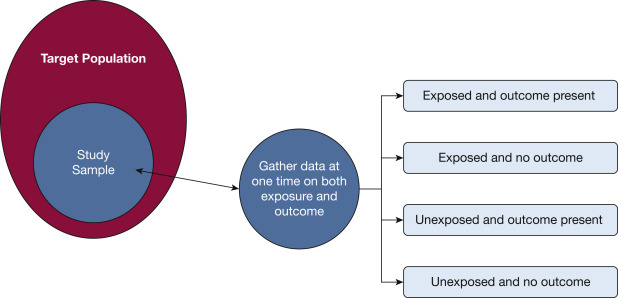 Target Population
Study
Sample
Gather data at
one time on both
exposure and
outcome
Exposed and outcome present
Exposed and no outcome
Unexposed and outcome present
Unexposed and no outcome